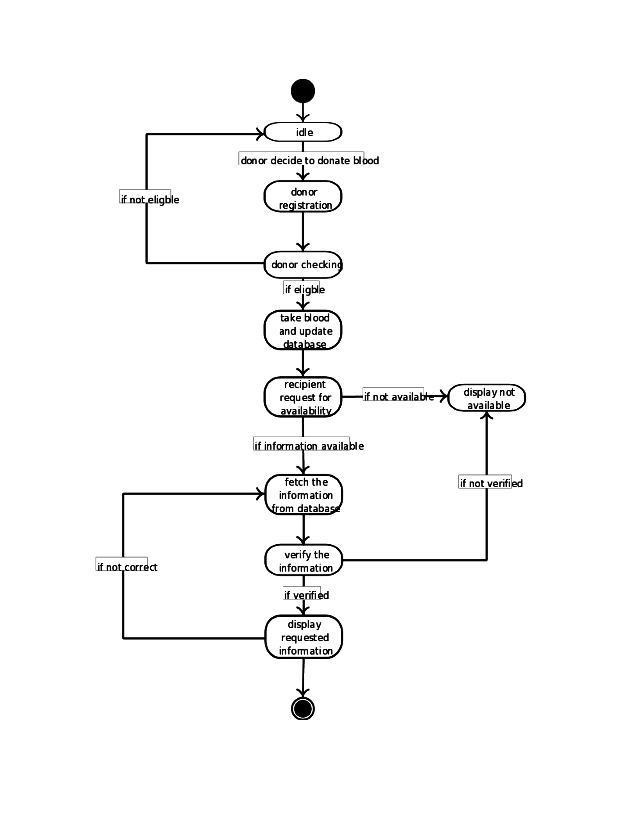 idle
donor decide to donate blood
donor
registration
if not eligble
donor checking
if eligble
take blood
and update
database
recipient
request for
availability
if not available
display not
available
if information available
fetch the
information
from database
if not verified
verify the
information
if not correct
if verified
display
requested
information